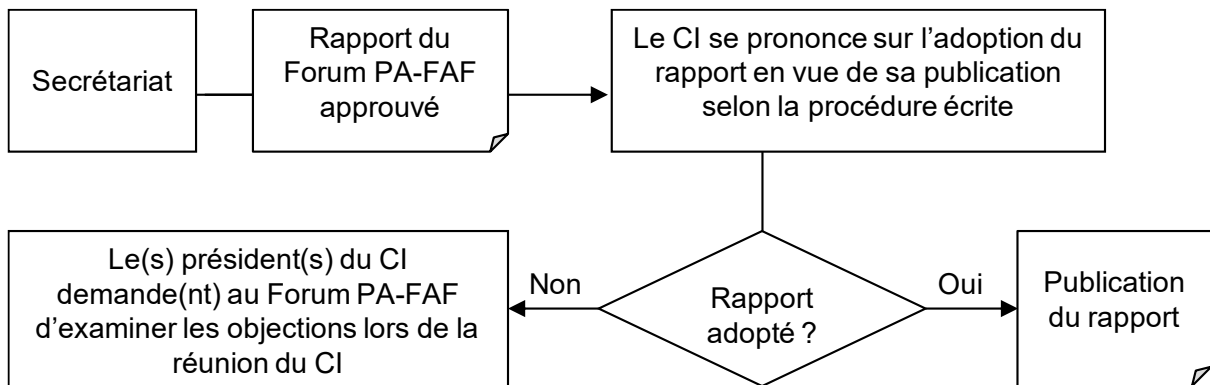 Secrétariat
Rapport du
Forum PA-FAF
approuvé
Le CI se prononce sur l’adoption du
rapport en vue de sa publication
selon la procédure écrite
Le(s) président(s) du CI
demande(nt) au Forum PA-FAF
d’examiner les objections lors de la
réunion du CI
Non
Rapport
adopté ?
Oui
Publication
du rapport